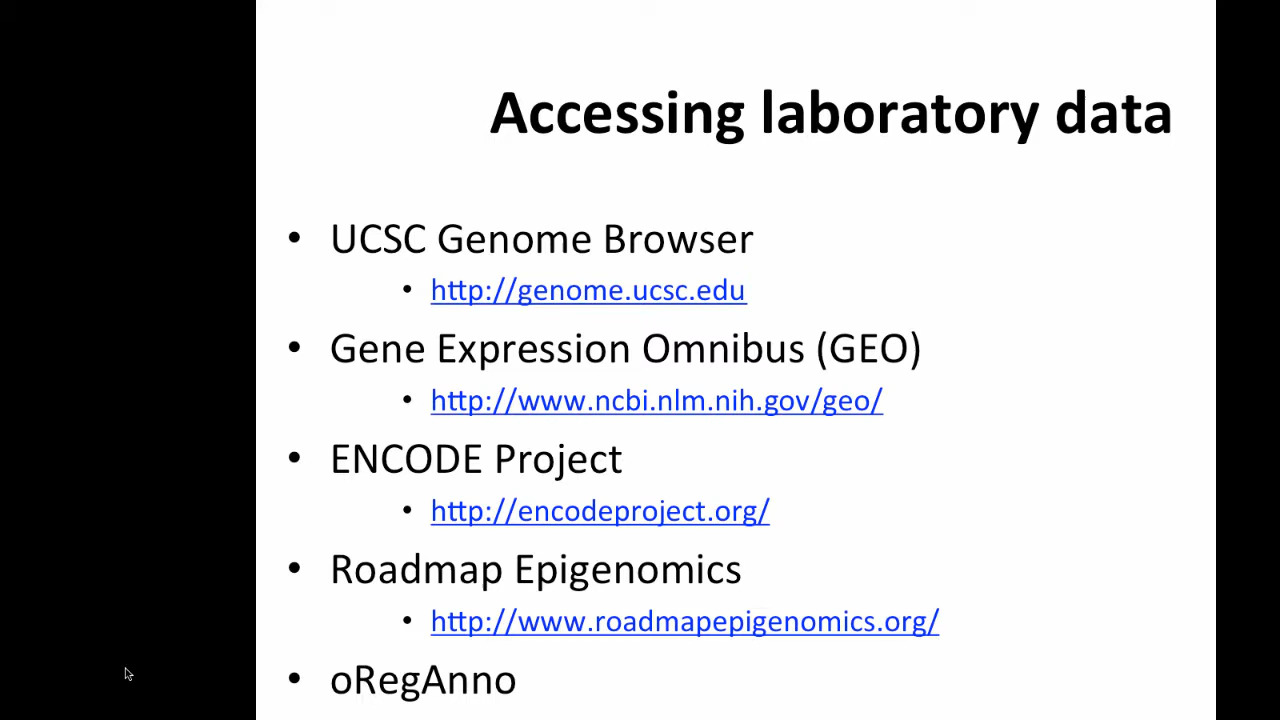 Accessing laboratory data
• UCSC Genome Browser
• http://genome.ucsc.edu
• Gene Expression Omnibus (GEO)
• http://www.ncbi.nlm.nih.gov/geo/
• ENCODE Project
• http://encodeproject.org/
• Roadmap Epigenomics
• http://www.roadmapepigenomics.org/
• oRegAnno